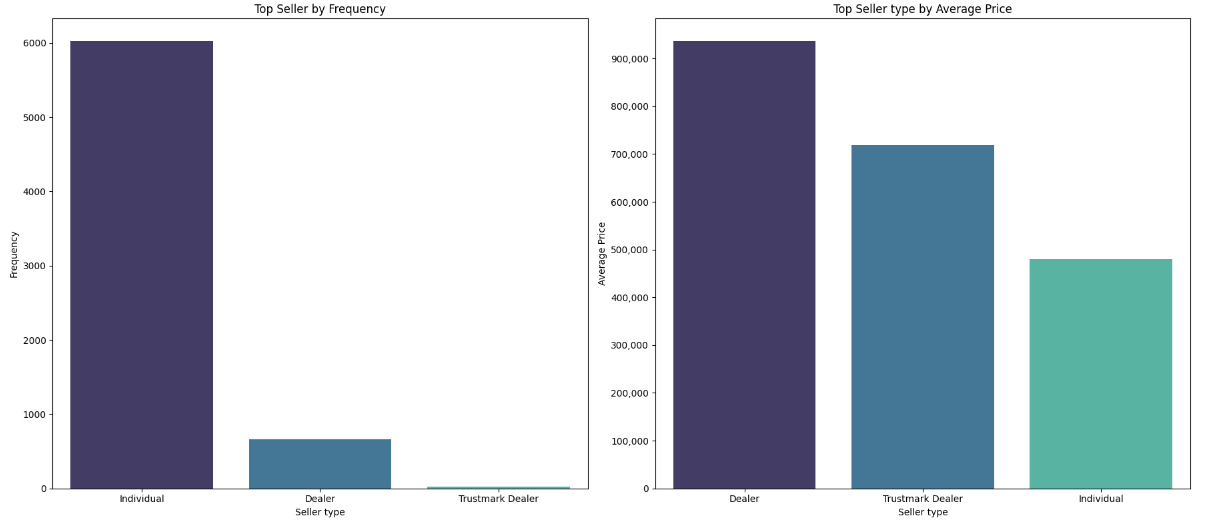 Top Seller by Frequency
Frequency
6000
5000
4000
3000
2000
1000
0
Individual
Dealer
Trustmark Dealer
Seller type
Top Seller type by Average Price
Average Price
900,000
800,000
700,000
600,000
500,000
400,000
300,000
200,000
100,000
0
Dealer
Trustmark Dealer
Individual
Seller type